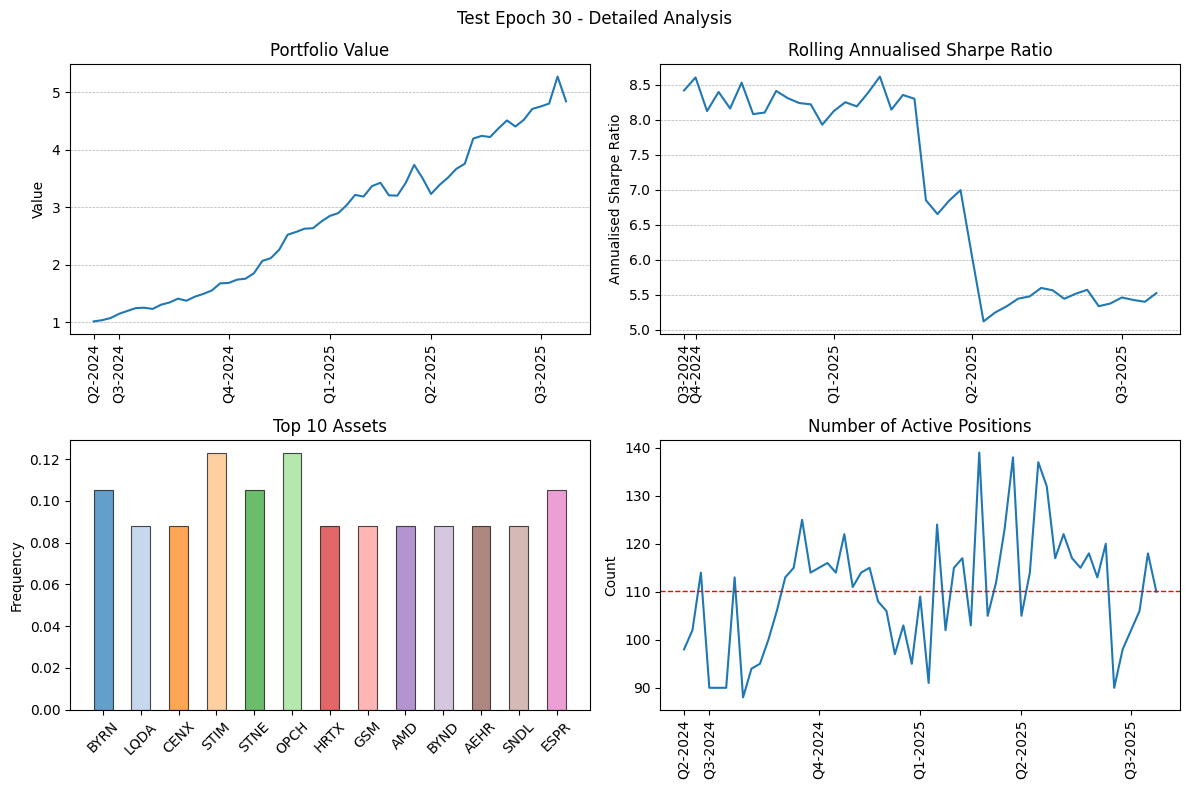 Test Epoch 30 - Detailed Analysis
Portfolio Value
Value
5
4
3
2
1
Q2-2024
Q3-2024
Q4-2024
Q1-2025
Q2-2025
Q3-2025
Rolling Annualised Sharpe Ratio
Annualised Sharpe Ratio
8.5
8.0
7.5
7.0
6.5
6.0
5.5
5.0
Q3-2024
Q4-2024
Q1-2025
Q2-2025
Q3-2025
Top 10 Assets
Frequency
0.12
0.10
0.08
0.06
0.04
0.02
0.00
BYRN
LQDA
CENX
STIM
STNE
OPCH
HRTX
GSM
AMD
BYND
AEHR
SNDL
ESPR
Number of Active Positions
Count
140
130
120
110
100
90
Q2-2024
Q3-2024
Q4-2024
Q1-2025
Q2-2025
Q3-2025